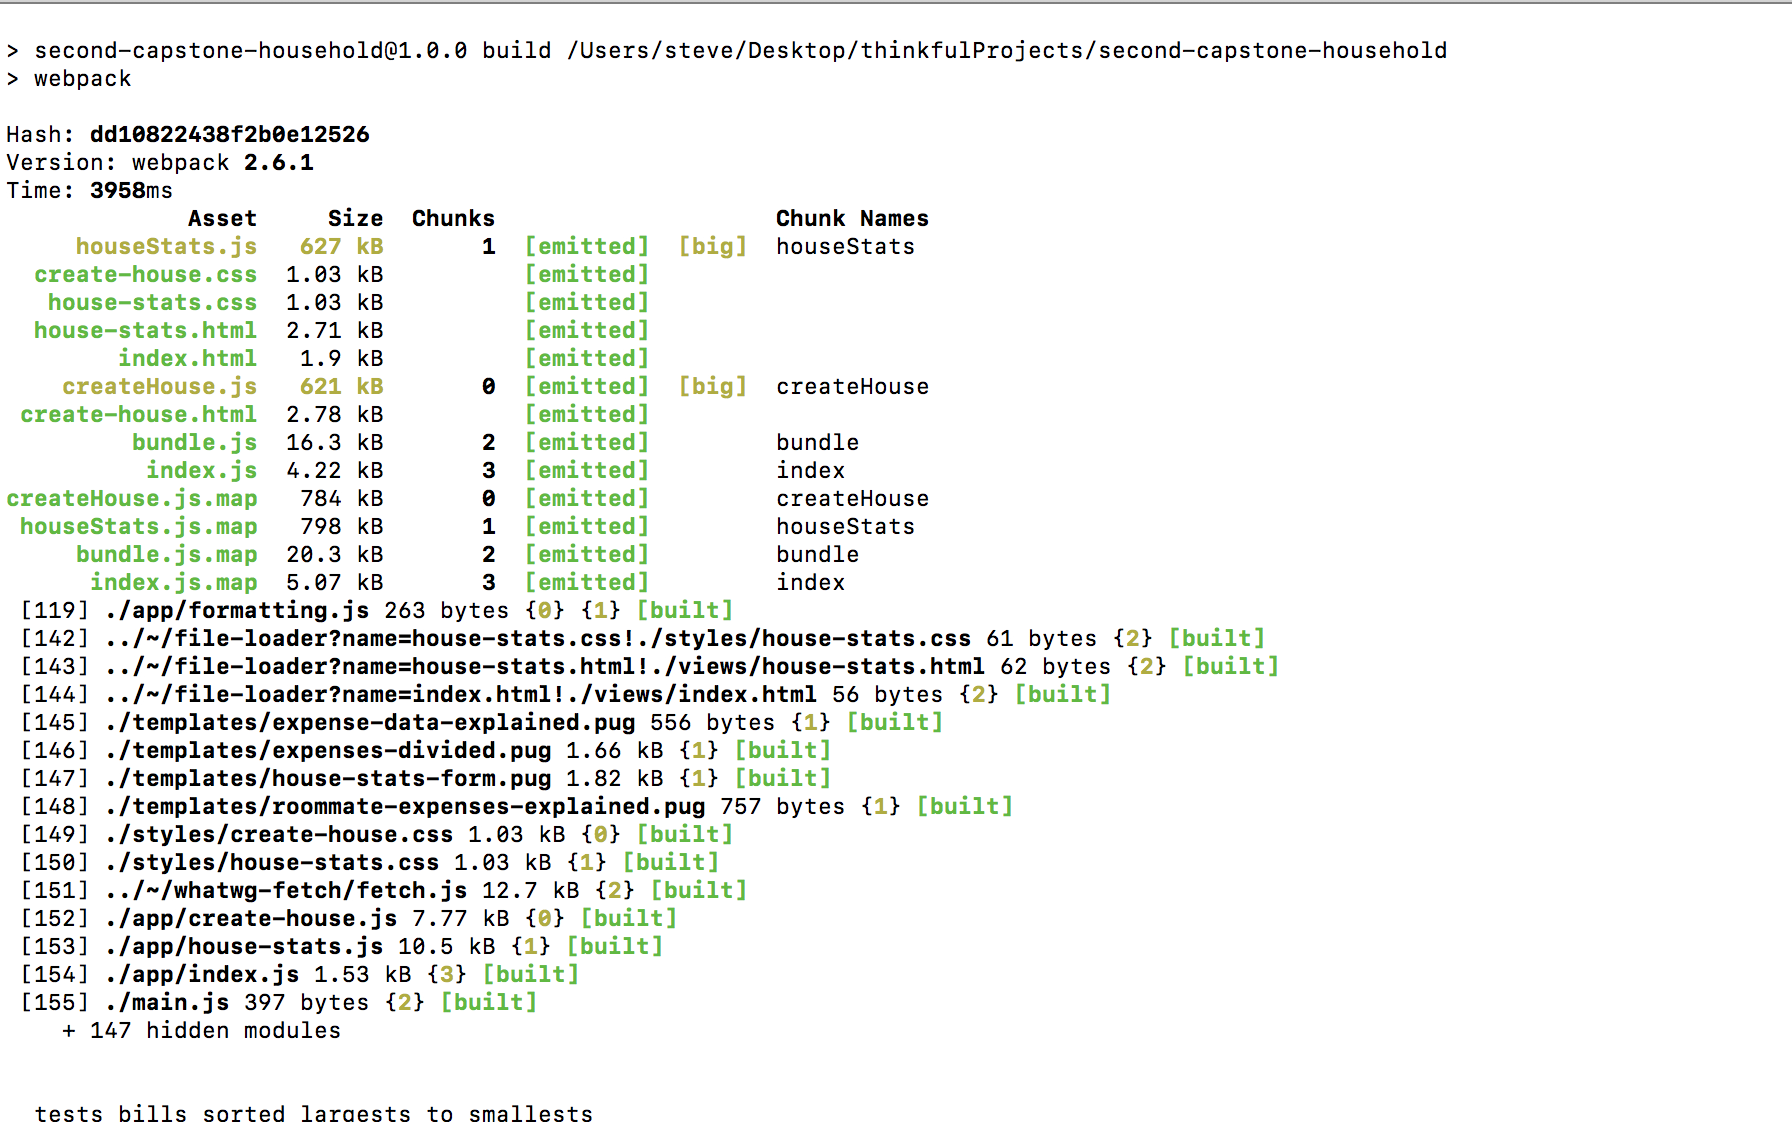 > second-capstone-household@1.0.0 build /Users/steve/Desktop/thinkfulProjects/second-capstone-household
> webpack
Hash: dd10822438f2b0e12526
Version: webpack 2.6.1
Time: 3958ms
Asset Size Chunks Chunk Names
houseStats.js 627 kB 1 [emitted] [big] houseStats
create-house.css 1.03 kB [emitted]
house-stats.css 1.03 kB [emitted]
house-stats.html 2.71 kB [emitted]
index.html 1.9 kB [emitted]
createHouse.js 621 kB 0 [emitted] [big] createHouse
create-house.html 2.78 kB [emitted]
bundle.js 16.3 kB 2 [emitted] bundle
index.js 4.22 kB 3 [emitted] index
createHouse.js.map 784 kB 0 [emitted] createHouse
houseStats.js.map 798 kB 1 [emitted] houseStats
bundle.js.map 20.3 kB 2 [emitted] bundle
index.js.map 5.07 kB 3 [emitted] index
[119] ./app/formatting.js 263 bytes {0} {1} [built]
[142] ../~/file-loader?name=house-stats.css!./styles/house-stats.css 61 bytes {2} [built]
[143] ../~/file-loader?name=house-stats.html!./views/house-stats.html 62 bytes {2} [built]
[144] ../~/file-loader?name=index.html!./views/index.html 56 bytes {2} [built]
[145] ./templates/expense-data-explained.pug 556 bytes {1} [built]
[146] ./templates/expenses-divided.pug 1.66 kB {1} [built]
[147] ./templates/house-stats-form.pug 1.82 kB {1} [built]
[148] ./templates/roommate-expenses-explained.pug 757 bytes {1} [built]
[149] ./styles/create-house.css 1.03 kB {0} [built]
[150] ./styles/house-stats.css 1.03 kB {1} [built]
[151] ../~/whatwg-fetch/fetch.js 12.7 kB {2} [built]
[152] ./app/create-house.js 7.77 kB {0} [built]
[153] ./app/house-stats.js 10.5 kB {1} [built]
[154] ./app/index.js 1.53 kB {3} [built]
[155] ./main.js 397 bytes {2} [built]
+ 147 hidden modules
tests bills sorted largests to smallests